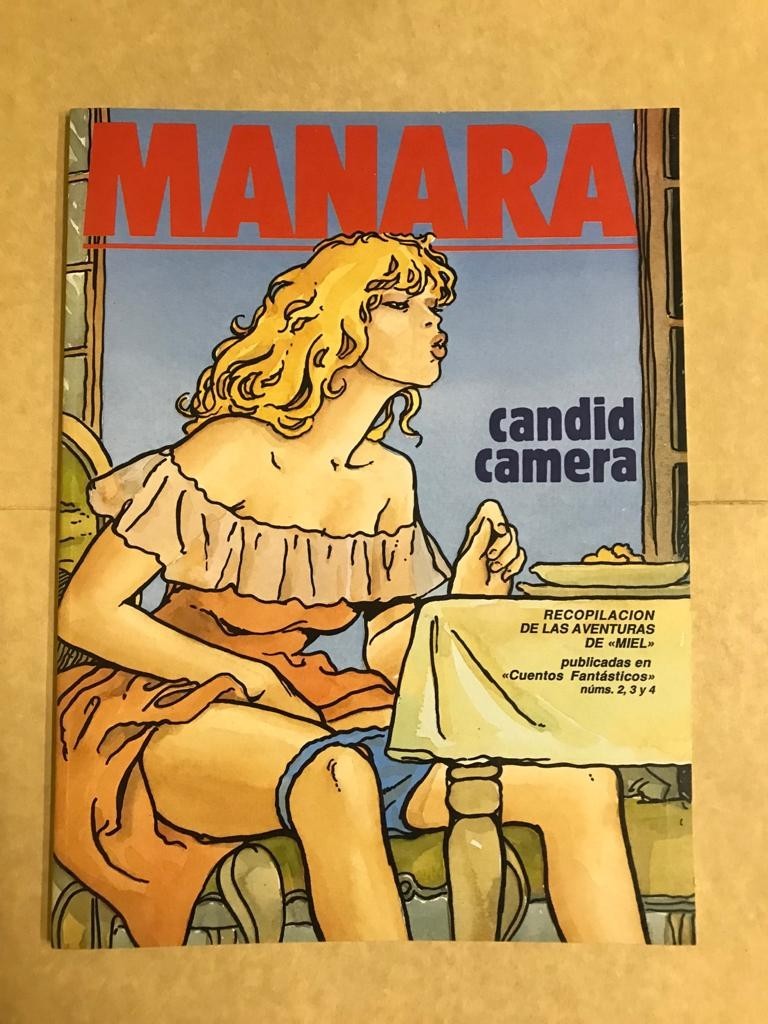 MANARA
candid
camera
RECOPILACION
DE LAS AVENTURAS
DE «MIEL»
publicadas en
«Cuentos Fantásticos»
núms. 2, 3 y 4